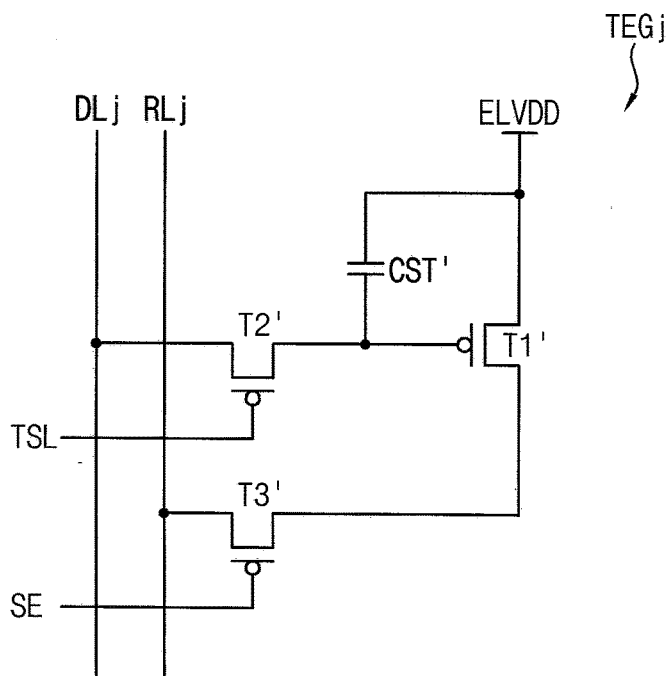 TEGj
DLj RLj
ELVDD
CST'
T2'
T1'
TSL
T3'
SE